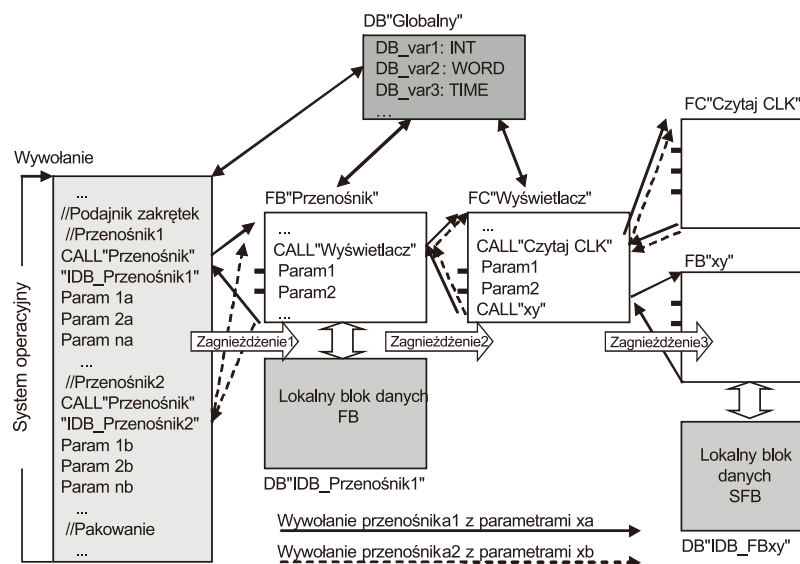 DB"Globalny"
DB_var1: INT
DB_var2: WORD
DB_var3: TIME
...
Wywołanie
System operacyjny
...
//Podajnik zakrętek
//Przenośnik1
CALL"Przenośnik"
"IDB_Przenośnik1"
Param 1a
Param 2a
Param na
...
//Przenośnik2
CALL"Przenośnik"
"IDB_Przenośnik2"
Param 1b
Param 2b
Param nb
...
//Pakowanie
...
FB"Przenośnik"
...
CALL"Wyświetlacz"
Param1
Param2
...
Zagnieżdżenie1
Lokalny blok danych
FB
DB"IDB_Przenośnik1"
FC"Wyświetlacz"
...
CALL"Czytaj CLK"
Param1
Param2
CALL"xy"
Zagnieżdżenie2
FC"Czytaj CLK"
FB"xy"
Zagnieżdżenie3
Lokalny blok
danych
SFB
DB"IDB_FBxy"
Wywołanie przenośnika1 z parametrami xa
Wywołanie przenośnika2 z parametrami xb